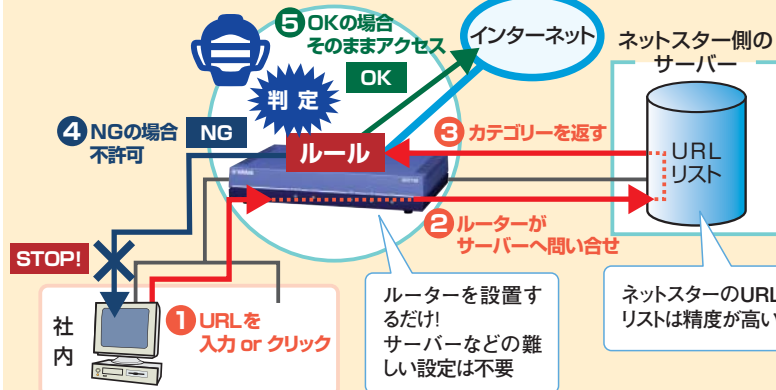 ⑤OKの場合
そのままアクセス
インターネット
ネットスター側の
サーバー
OK
判 定
④NGの場合
不許可
NG
ルール
③カテゴリーを返す
URL
リスト
②ルーターが
サーバーへ問い合せ
STOP!
①URLを
入力 or クリック
社
内
ルーターを設置す
るだけ!
サーバーなどの難
しい設定は不要
ネットスターのURL
リストは精度が高い